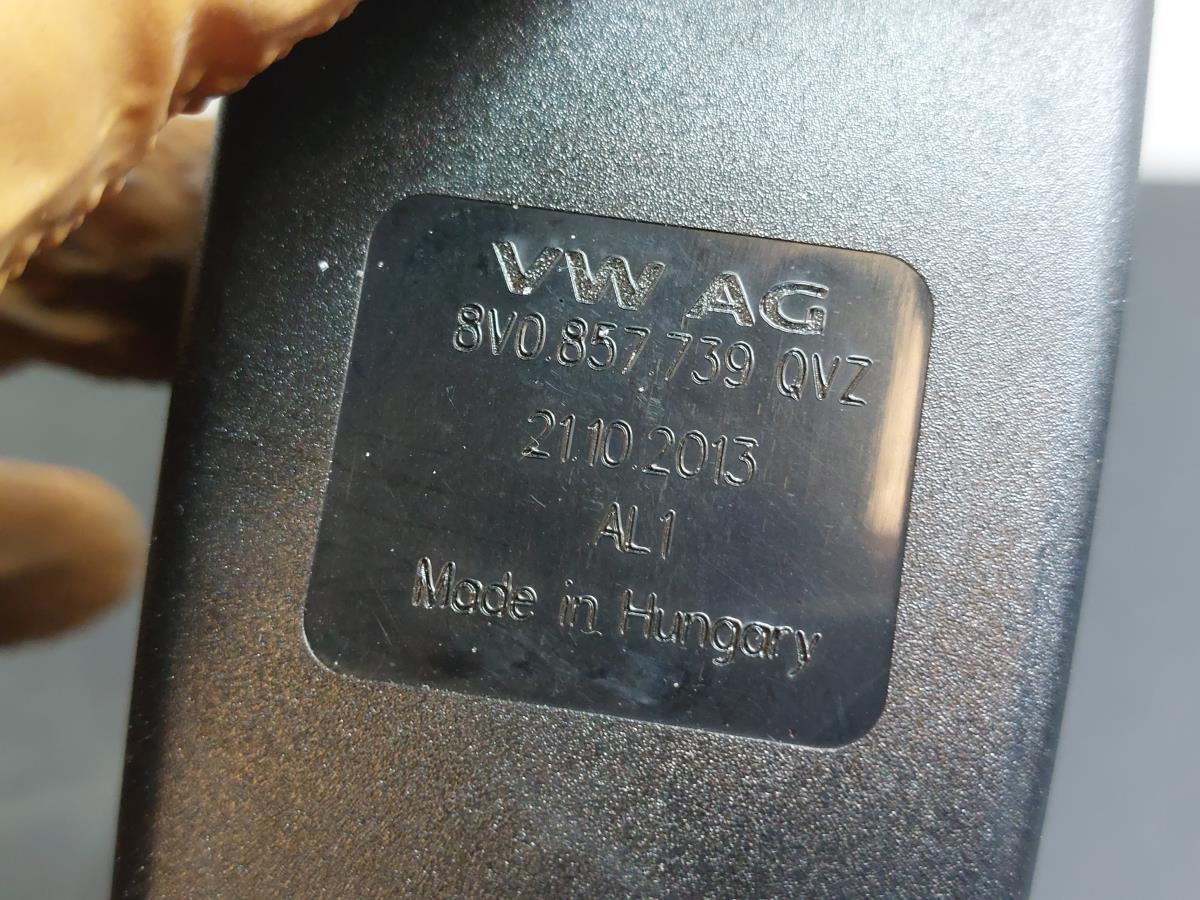 VW AG
8V0.857.739 QVZ
21.10.2013
AL1
Made in Hungary